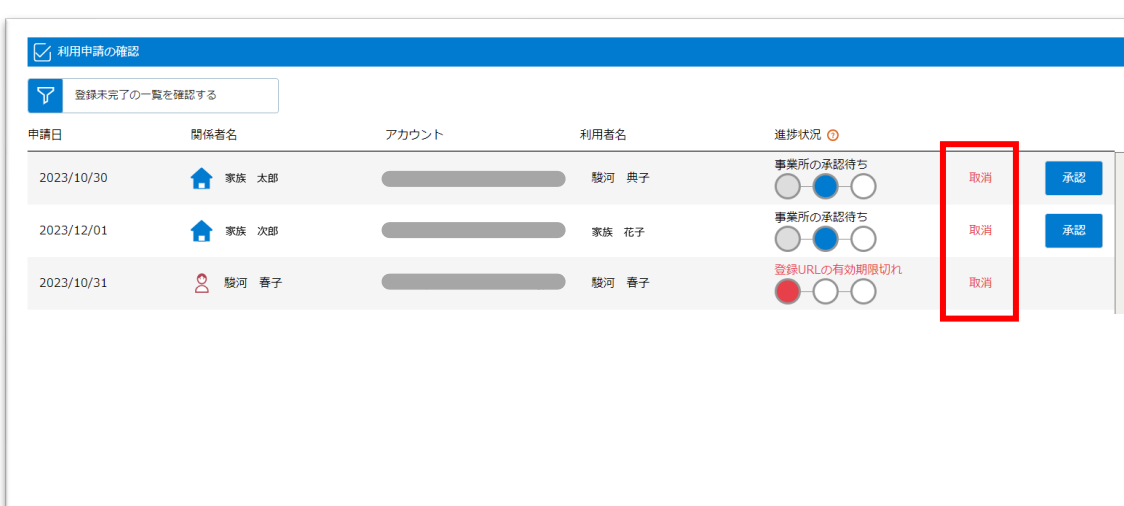 利用申請の確認
登録未完了の一覧を確認する
申請日 関係者名 アカウント 利用者名 進捗状況 ?
2023/10/30 家族 太郎 駿河 典子 事業所の承認待ち 取消 承認
2023/12/01 家族 次郎 家族 花子 事業所の承認待ち 取消 承認
2023/10/31 駿河 春子 駿河 春子 登録URLの有効期限切れ 取消